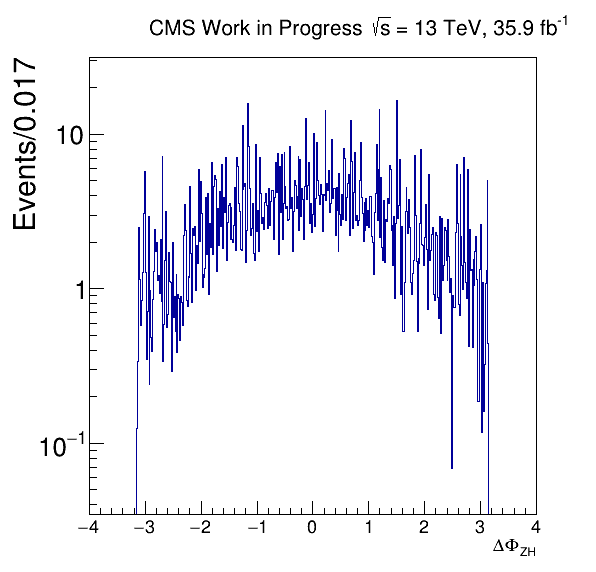 CMS Work in Progress √s = 13 TeV, 35.9 fb⁻¹
Events/0.017
10
1
10⁻¹
−4 −3 −2 −1 0 1 2 3 4
ΔΦ_ZH